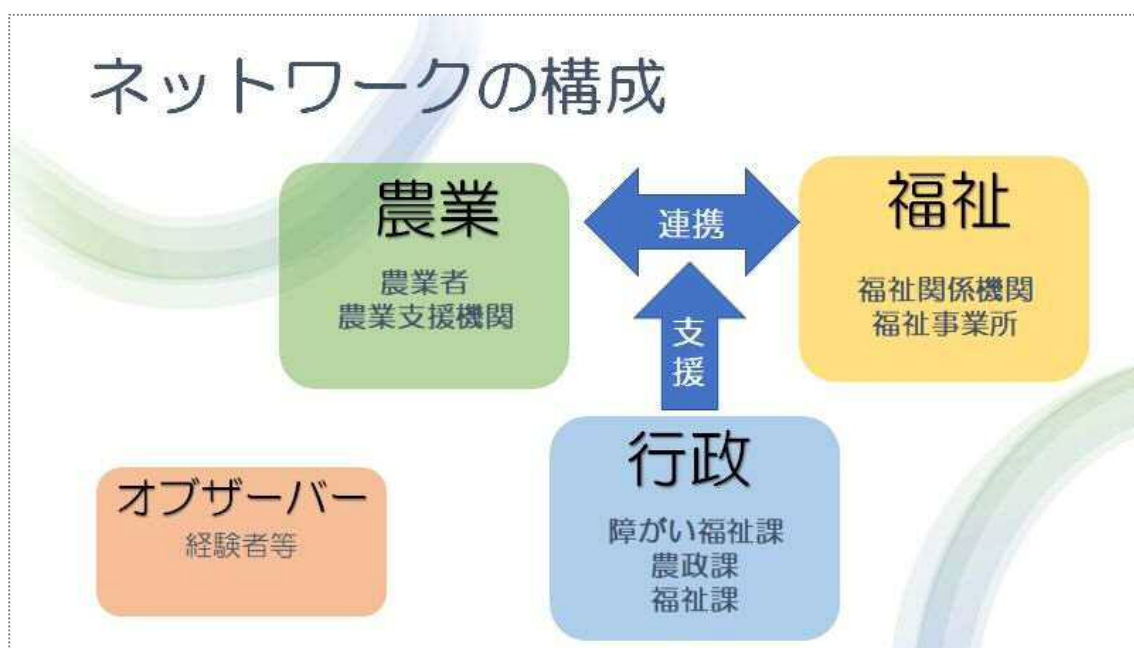 ネットワークの構成
農業
農業者
農業支援機関
連携
福祉
福祉関係機関
福祉事業所
支援
行政
障がい福祉課
農政課
福祉課
オブザーバー
経験者等